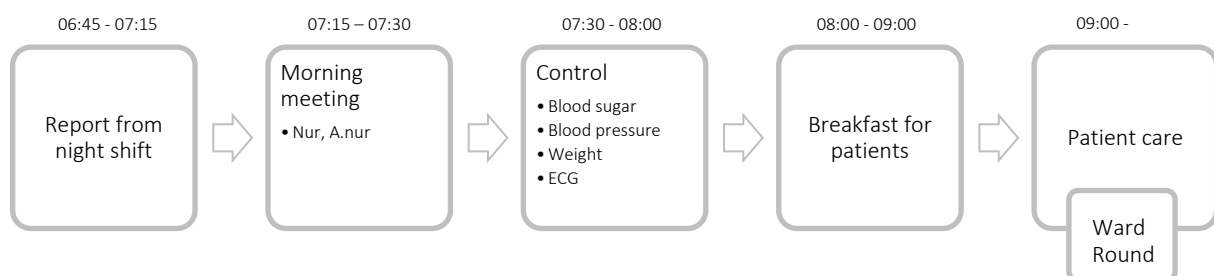 06:45 - 07:15
Report from
night shift
07:15 – 07:30
Morning
meeting
• Nur, A.nur
07:30 - 08:00
Control
• Blood sugar
• Blood pressure
• Weight
• ECG
08:00 - 09:00
Breakfast for
patients
09:00 -
Patient care
Ward
Round